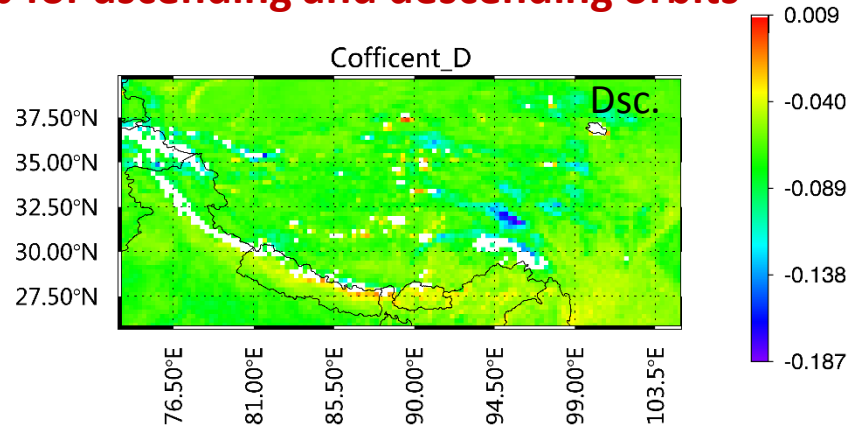 for ascending and descending orbits
Cofficent_D
Dsc.
37.50°N
35.00°N
32.50°N
30.00°N
27.50°N
76.50°E
81.00°E
85.50°E
90.00°E
94.50°E
99.00°E
103.5°E
0.009
-0.040
-0.089
-0.138
-0.187